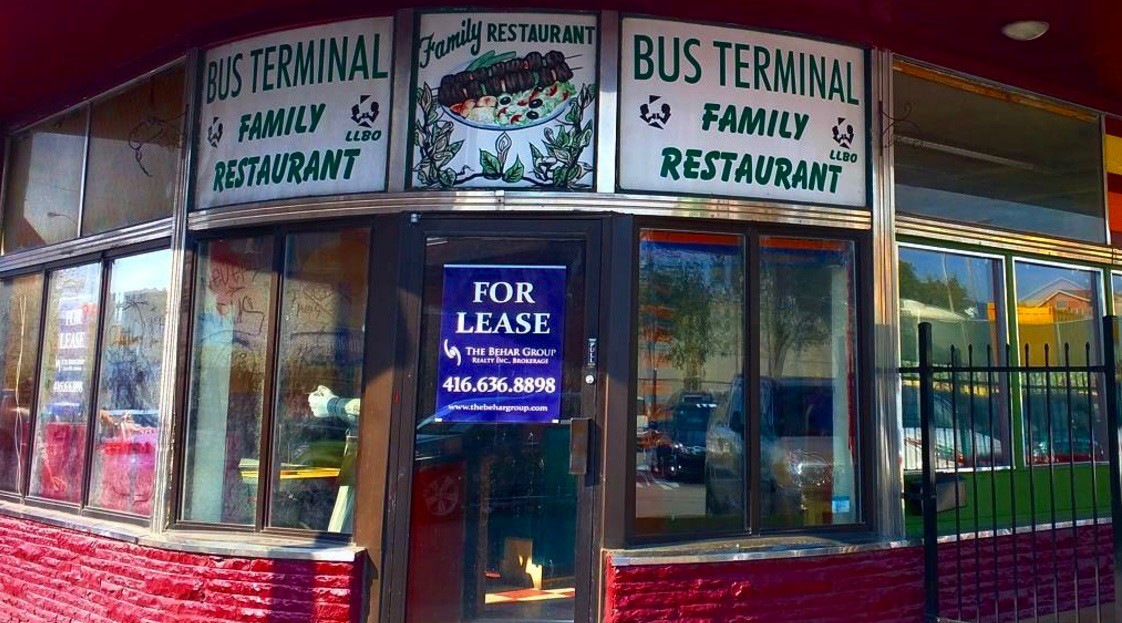 BUS TERMINAL
FAMILY
LLBO
RESTAURANT
Family RESTAURANT
BUS TERMINAL
FAMILY
LLBO
RESTAURANT
FOR
LEASE
THE BEHAR GROUP
REALTY INC., BROKERAGE
416.636.8898
www.thebehargroup.com
PULL
FOR
LEASE